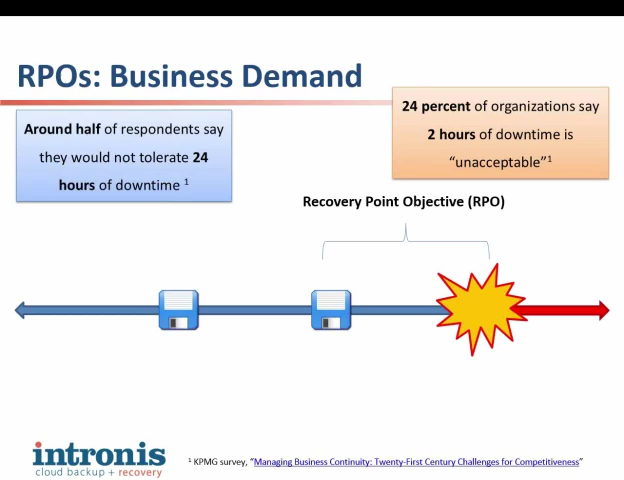 RPOs: Business Demand
Around half of respondents say
they would not tolerate 24
hours of downtime 1
24 percent of organizations say
2 hours of downtime is
“unacceptable”1
Recovery Point Objective (RPO)
intronis
cloud backup + recovery
1 KPMG survey, “Managing Business Continuity: Twenty-First Century Challenges for Competitiveness”